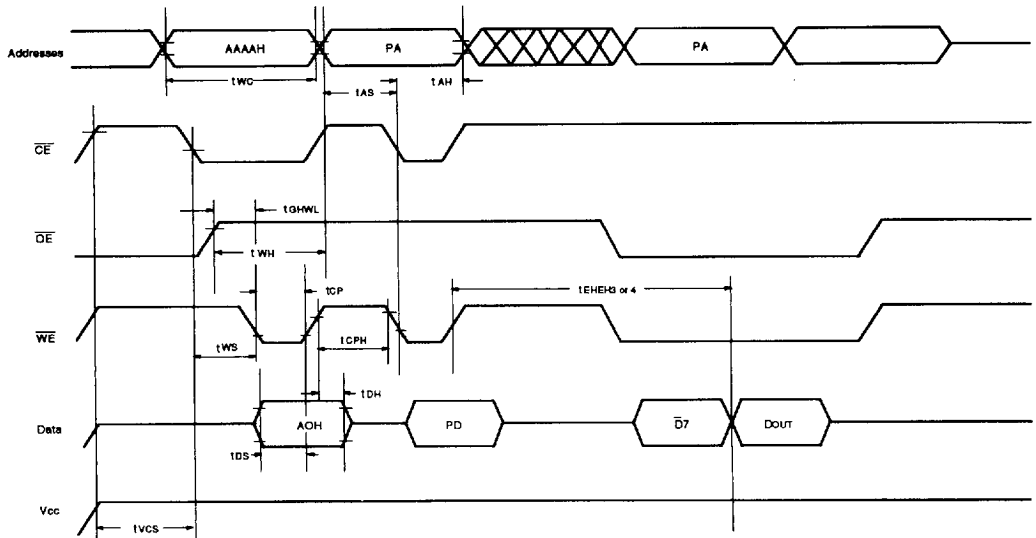 Addresses
AAAAH
PA
PA
tWC
tAS
tAH
CE
tGHWL
OE
tWH
tCP
tEHEH3 or 4
WE
tWS
tCPH
tDH
Data
AOH
PD
D7
DOUT
tDS
Vcc
tVCS